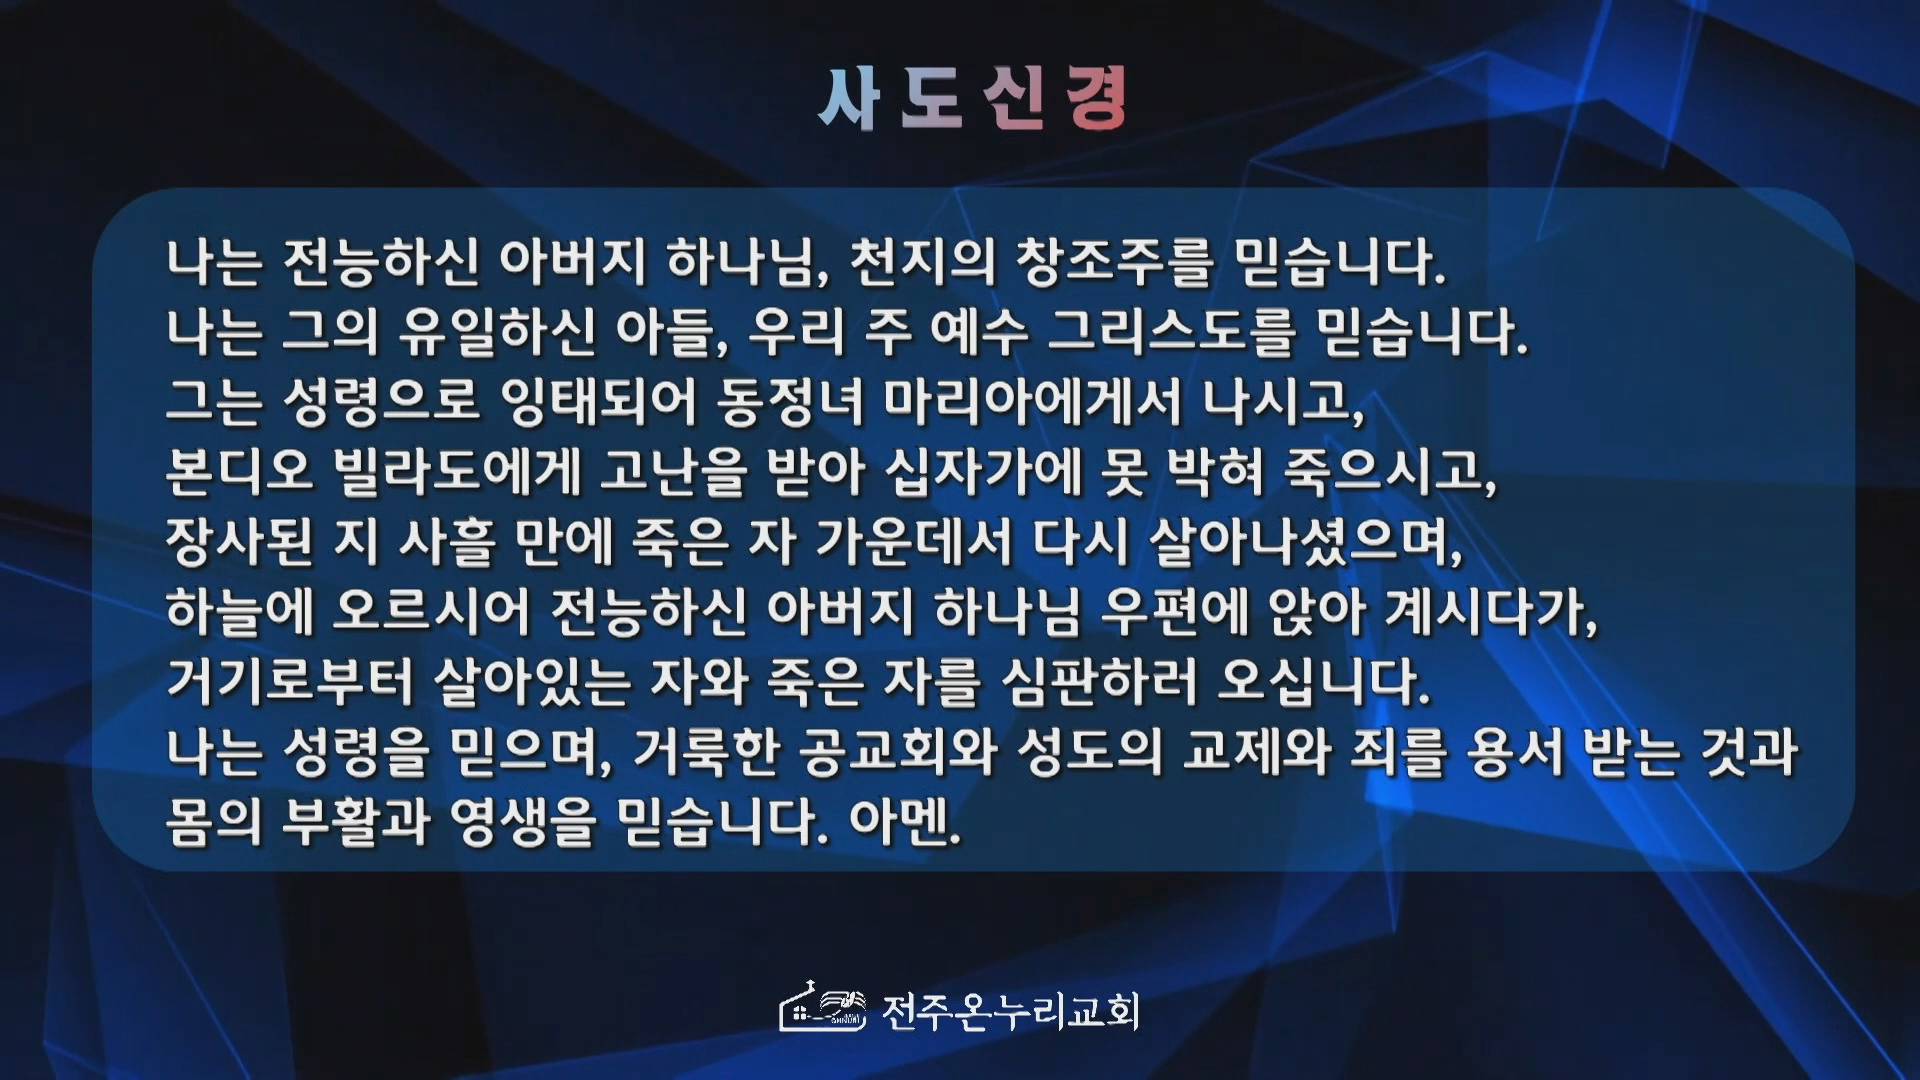 사도신경
나는 전능하신 아버지 하나님, 천지의 창조주를 믿습니다.
나는 그의 유일하신 아들, 우리 주 예수 그리스도를 믿습니다.
그는 성령으로 잉태되어 동정녀 마리아에게서 나시고,
본디오 빌라도에게 고난을 받아 십자가에 못 박혀 죽으시고,
장사된 지 사흘 만에 죽은 자 가운데서 다시 살아나셨으며,
하늘에 오르시어 전능하신 아버지 하나님 우편에 앉아 계시다가,
거기로부터 살아있는 자와 죽은 자를 심판하러 오십니다.
나는 성령을 믿으며, 거룩한 공교회와 성도의 교제와 죄를 용서 받는 것과
몸의 부활과 영생을 믿습니다. 아멘.
전주온누리교회